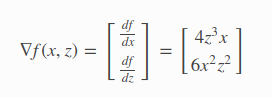 ∇f(x, z) = [ df/dx ; df/dz ] = [ 4z³x ; 6x²z² ]